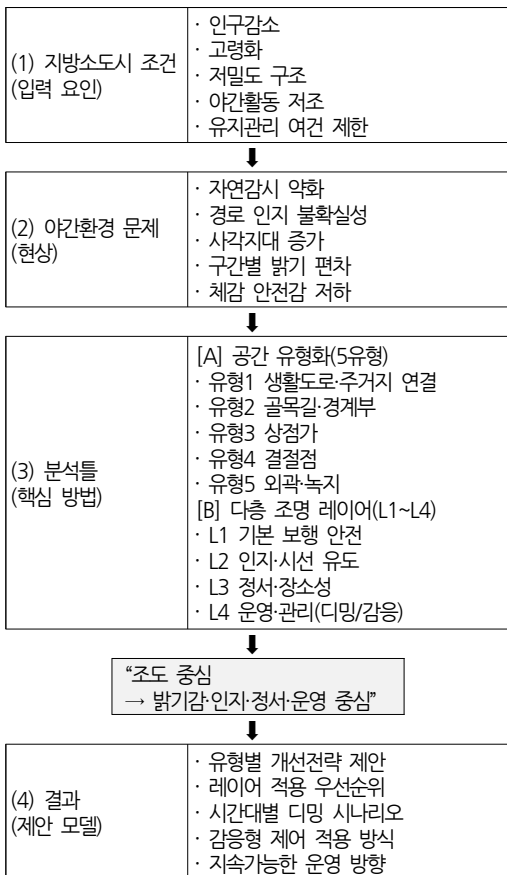 (1) 지방소도시 조건
(입력 요인)
· 인구감소
· 고령화
· 저밀도 구조
· 야간활동 저조
· 유지관리 여건 제한
⬇
(2) 야간환경 문제
(현상)
· 자연감시 약화
· 경로 인지 불확실성
· 사각지대 증가
· 구간별 밝기 편차
· 체감 안전감 저하
⬇
(3) 분석틀
(핵심 방법)
[A] 공간 유형화(5유형)
· 유형1 생활도로·주거지 연결
· 유형2 골목길·경계부
· 유형3 상점가
· 유형4 결절점
· 유형5 외곽·녹지
[B] 다층 조명 레이어(L1~L4)
· L1 기본 보행 안전
· L2 인지·시선 유도
· L3 정서·장소성
· L4 운영·관리(디밍/감응)
⬇
“조도 중심
→ 밝기감·인지·정서·운영 중심”
⬇
(4) 결과
(제안 모델)
· 유형별 개선전략 제안
· 레이어 적용 우선순위
· 시간대별 디밍 시나리오
· 감응형 제어 적용 방식
· 지속가능한 운영 방향